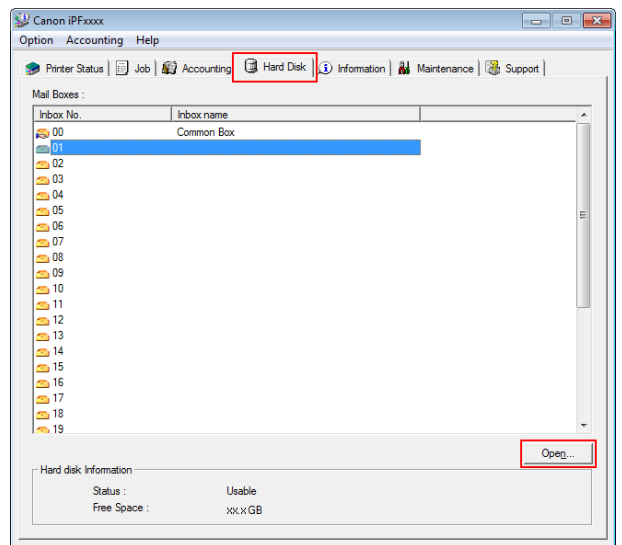 Canon iPFxxxx
Option Accounting Help
Printer Status Job Accounting Hard Disk Information Maintenance Support
Mail Boxes :
Inbox No. Inbox name
00 Common Box
01
02
03
04
05
06
07
08
09
10
11
12
13
14
15
16
17
18
19
Open...
Hard disk Information
Status : Usable
Free Space : xx.x GB